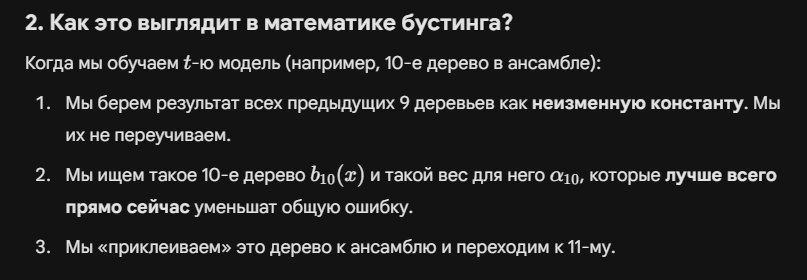 2. Как это выглядит в математике бустинга?
Когда мы обучаем t-ю модель (например, 10-е дерево в ансамбле):
1. Мы берем результат всех предыдущих 9 деревьев как неизменную константу. Мы
их не переучиваем.
2. Мы ищем такое 10-е дерево b₁₀(x) и такой вес для него α₁₀, которые лучше всего
прямо сейчас уменьшат общую ошибку.
3. Мы «приклеиваем» это дерево к ансамблю и переходим к 11-му.